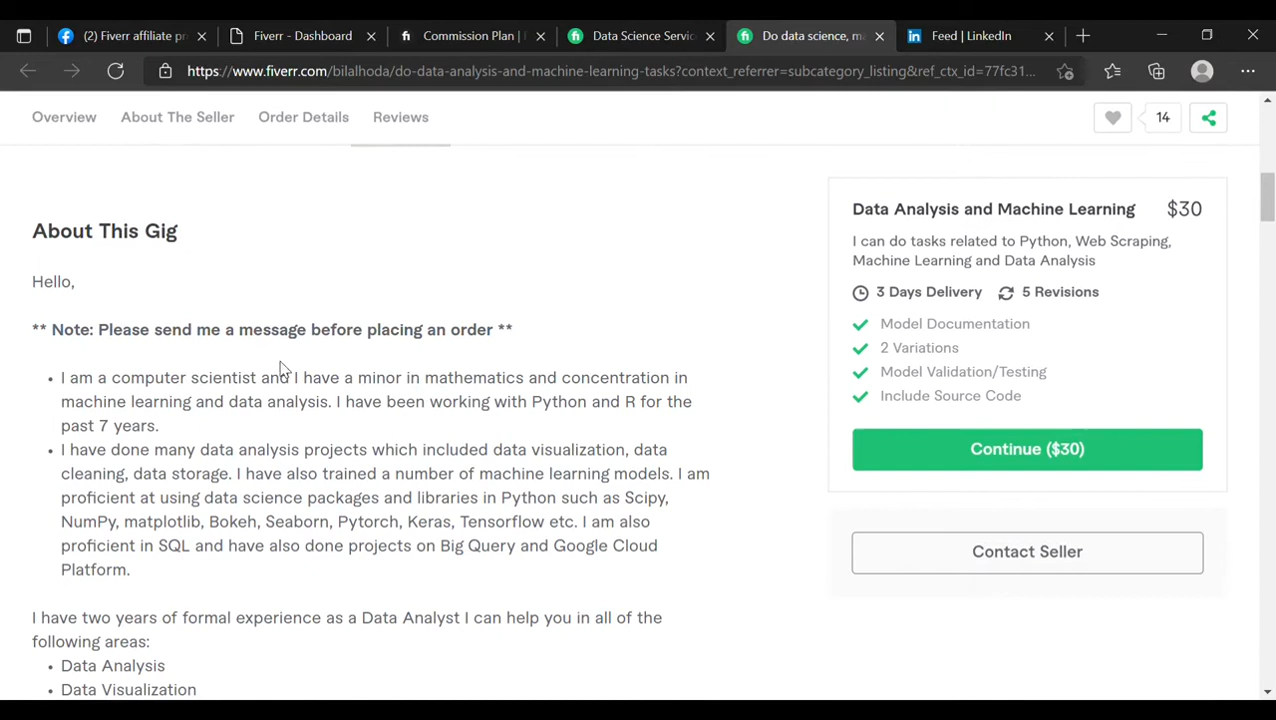 (2) Fiverr affiliate pr
Fiverr - Dashboard
Commission Plan |
Data Science Servic
Do data science, ma
Feed | LinkedIn
https://www.fiverr.com/bilalhoda/do-data-analysis-and-machine-learning-tasks?context_referrer=subcategory_listing&ref_ctx_id=77fc31...
Overview
About The Seller
Order Details
Reviews
14
About This Gig
Hello,
** Note: Please send me a message before placing an order **
• I am a computer scientist and I have a minor in mathematics and concentration in
machine learning and data analysis. I have been working with Python and R for the
past 7 years.
• I have done many data analysis projects which included data visualization, data
cleaning, data storage. I have also trained a number of machine learning models. I am
proficient at using data science packages and libraries in Python such as Scipy,
NumPy, matplotlib, Bokeh, Seaborn, Pytorch, Keras, Tensorflow etc. I am also
proficient in SQL and have also done projects on Big Query and Google Cloud
Platform.
I have two years of formal experience as a Data Analyst I can help you in all of the
following areas:
• Data Analysis
• Data Visualization
Data Analysis and Machine Learning $30
I can do tasks related to Python, Web Scraping,
Machine Learning and Data Analysis
3 Days Delivery 5 Revisions
Model Documentation
2 Variations
Model Validation/Testing
Include Source Code
Continue ($30)
Contact Seller